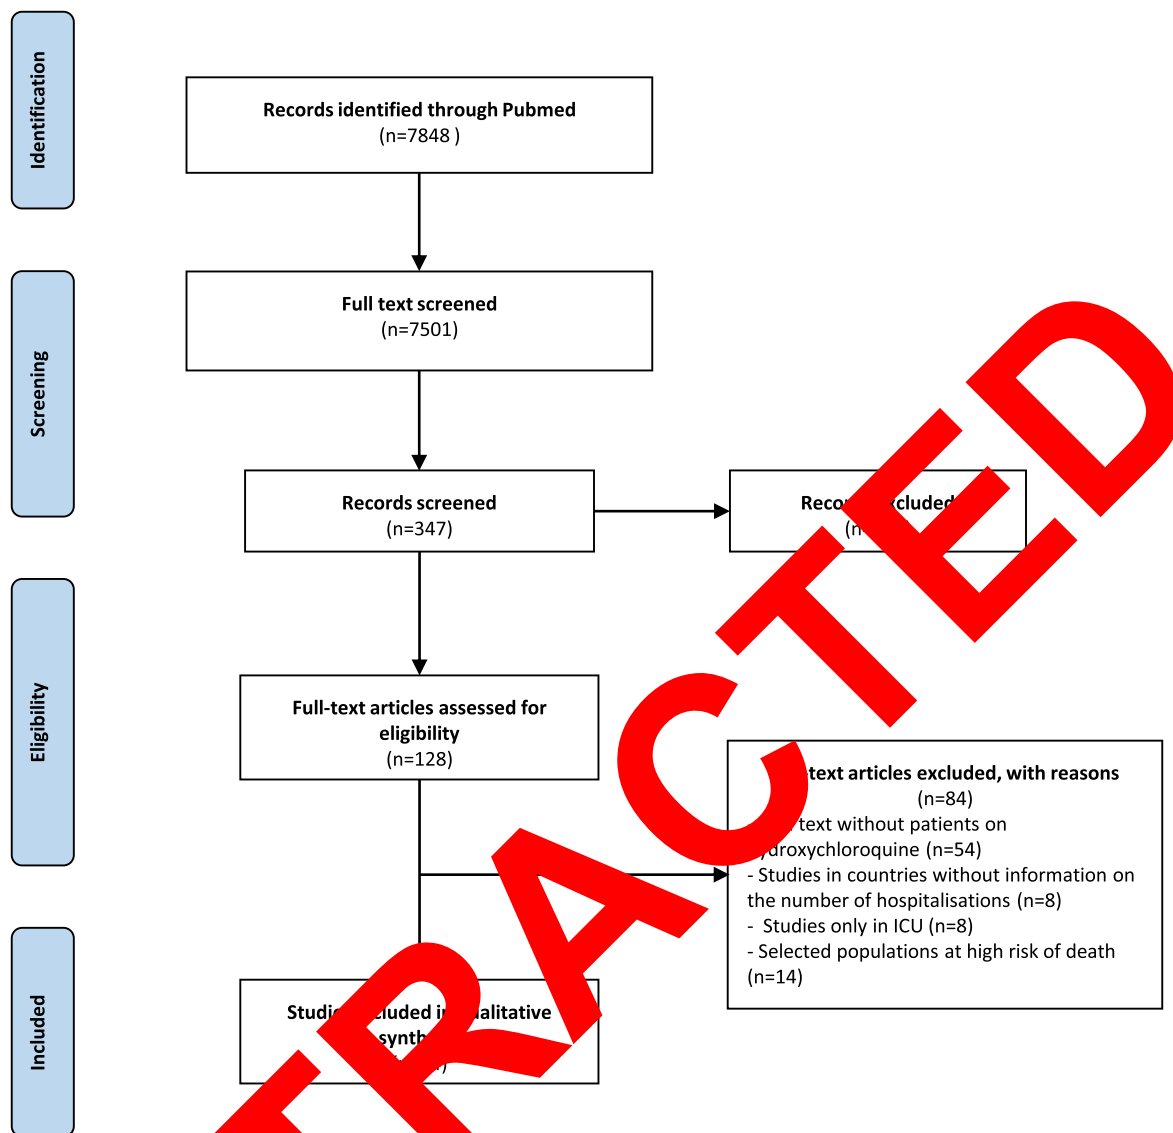 Identification
Records identified through Pubmed
(n=7848 )
Full text screened
(n=7501)
Screening
Records screened
(n=347)
excluded
Eligibility
Full-text articles assessed for
eligibility
(n=128)
text articles excluded, with reasons
(n=84)
text without patients on
hydroxychloroquine (n=54)
- Studies in countries without information on
the number of hospitalisations (n=8)
- Studies only in ICU (n=8)
- Selected populations at high risk of death
(n=14)
Included
TRACTED